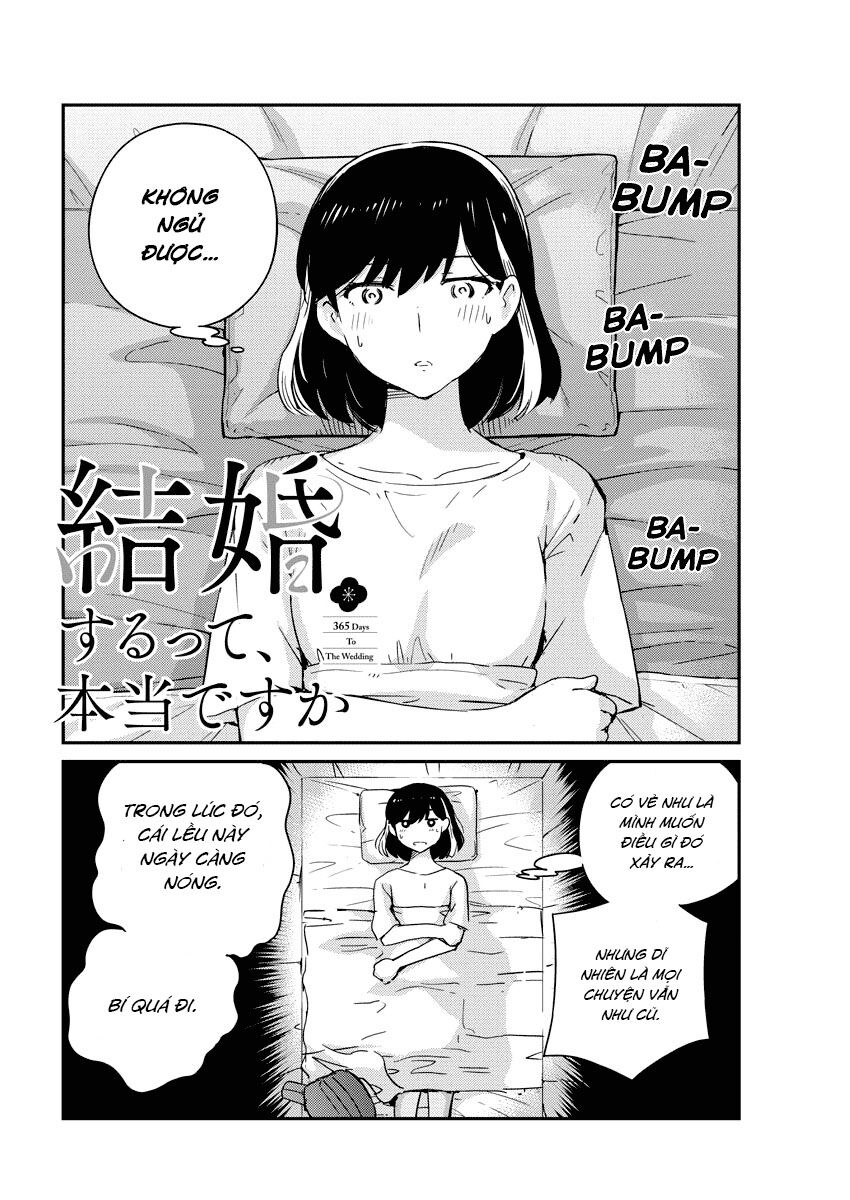 KHÔNG
NGỦ
ĐƯỢC...
BA-
BUMP
BA-
BUMP
BA-
BUMP
結婚
するって、
本当ですか
365 Days
To
The Wedding
CÓ VẺ NHƯ LÀ
MÌNH MUỐN
ĐIỀU GÌ ĐÓ
XẢY RA...
NHƯNG DĨ
NHIÊN LÀ MỌI
CHUYỆN VẪN
NHƯ CŨ.
TRONG LÚC ĐÓ,
CÁI LỀU NÀY
NGÀY CÀNG
NÓNG.
BÍ QUÁ ĐI.